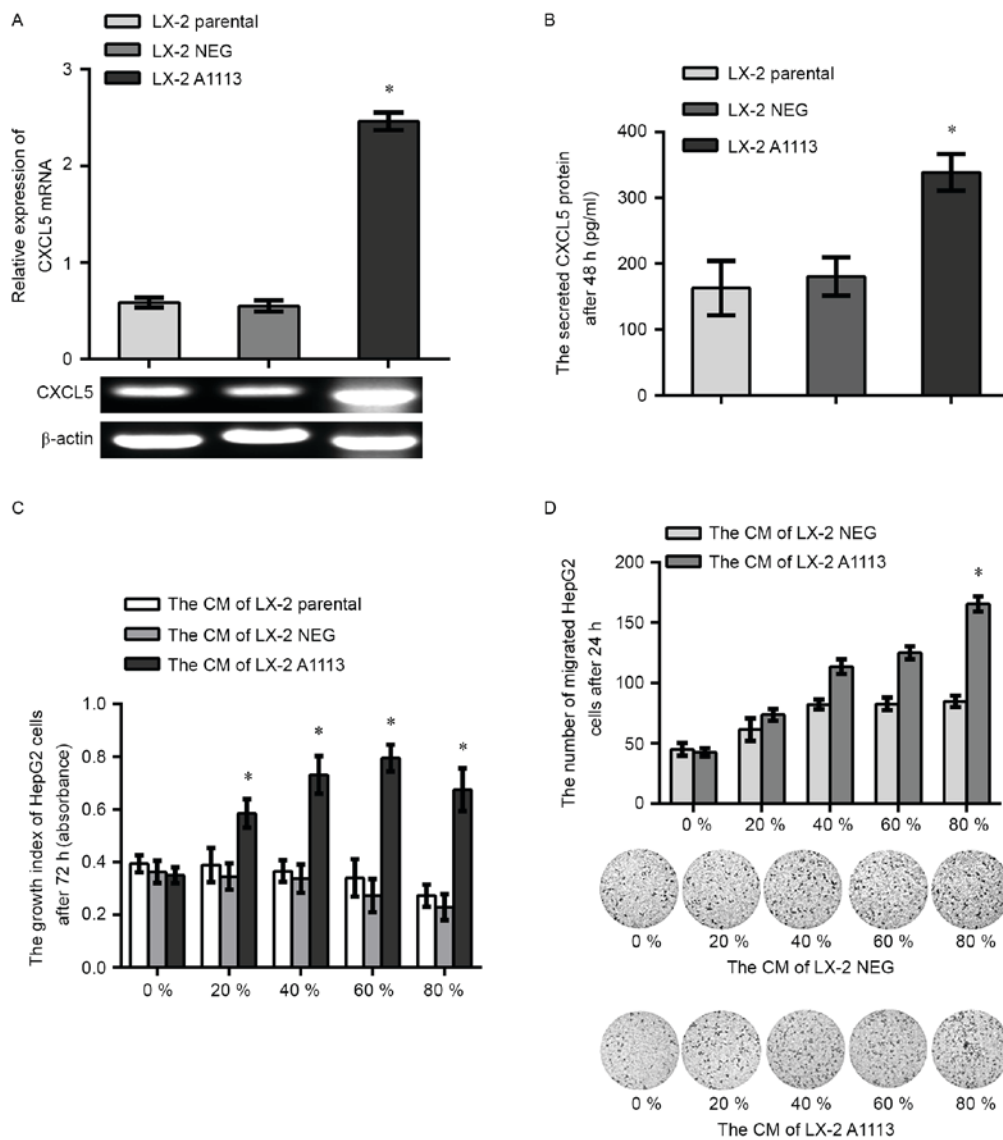 A
LX-2 parental
LX-2 NEG
LX-2 A1113
Relative expression of
CXCL5 mRNA
3
2
1
0
*
CXCL5
β-actin
B
LX-2 parental
LX-2 NEG
LX-2 A1113
The secreted CXCL5 protein
after 48 h (pg/ml)
400
300
200
100
0
*
C
The CM of LX-2 parental
The CM of LX-2 NEG
The CM of LX-2 A1113
The growth index of HepG2 cells
after 72 h (absorbance)
1.0
0.8
0.6
0.4
0.2
0.0
* * * *
0 % 20 % 40 % 60 % 80 %
D
The CM of LX-2 NEG
The CM of LX-2 A1113
The number of migrated HepG2
cells after 24 h
200
150
100
50
0
*
0 % 20 % 40 % 60 % 80 %
0 % 20 % 40 % 60 % 80 %
The CM of LX-2 NEG
0 % 20 % 40 % 60 % 80 %
The CM of LX-2 A1113